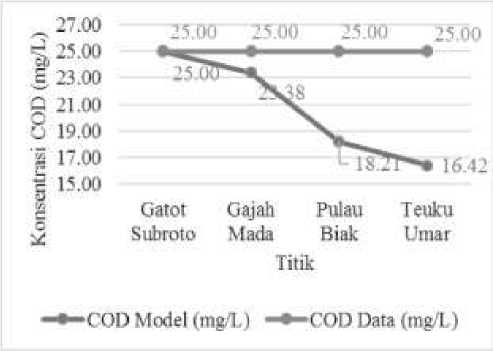 27.00
25.00
23.00
21.00
19.00
17.00
15.00
Konsentrasi COD (mg/L)
25.00 25.00 25.00 25.00
25.00
23.38
18.21
16.42
Gatot Subroto
Gajah Mada
Pulau Biak
Teuku Umar
Titik
COD Model (mg/L) COD Data (mg/L)